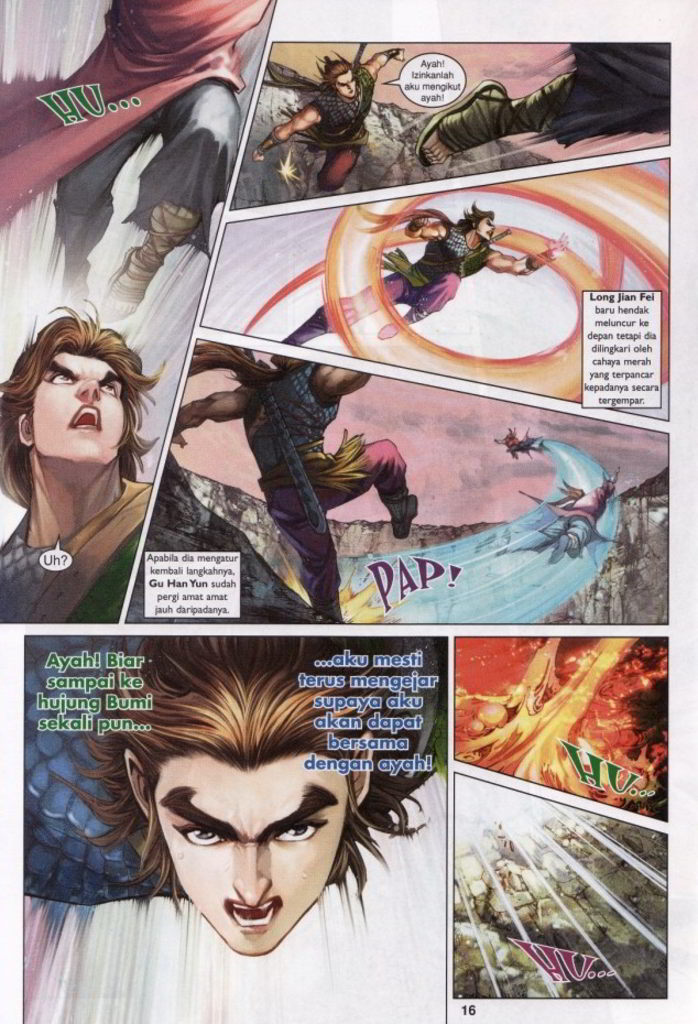 HU...
Uh?
Ayah!
Izinkanlah
aku mengikut
ayah!
Long Jian Fei
baru hendak
meluncur ke
depan tetapi dia
dilingkari oleh
cahaya merah
yang terpancar
kepadanya secara
tergempar.
Apabila dia mengatur
kembali langkahnya,
Gu Han Yun sudah
pergi amat amat
jauh daripadanya.
PAP!
Ayah! Biar
sampai ke
hujung Bumi
sekali pun...
...aku mesti
terus mengejar
supaya aku
akan dapat
bersama
dengan ayah!
HU...
HU...
16